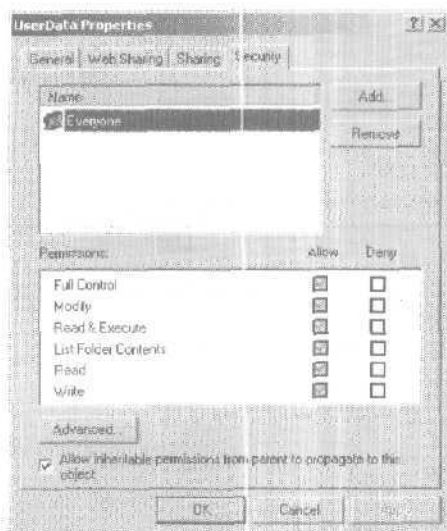 UserData Properties
General Web Sharing Sharing Security
Name
Add...
Everyone
Remove
Permissions: Allow Deny
Full Control
Modify
Read & Execute
List Folder Contents
Read
Write
Advanced...
Allow inheritable permissions from parent to propagate to this
object
OK Cancel Apply